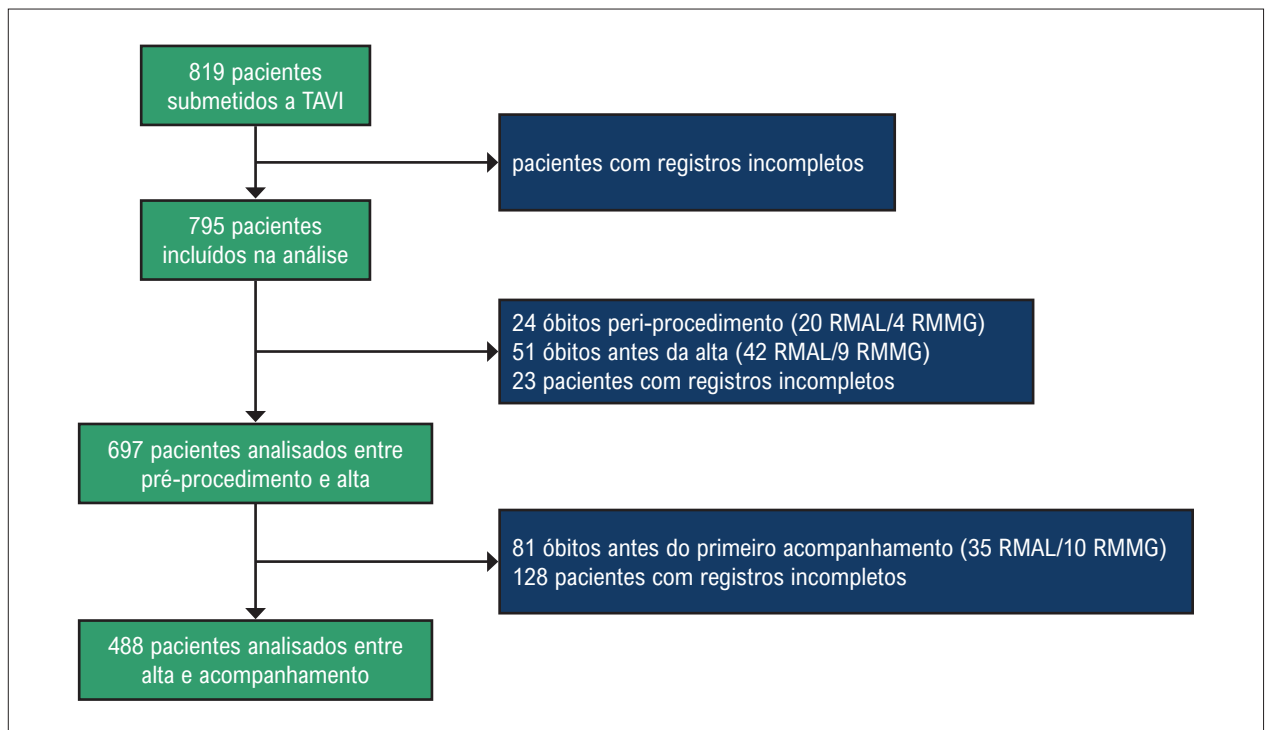 819 pacientes
submetidos a TAVI
pacientes com registros incompletos
795 pacientes
incluídos na análise
24 óbitos peri-procedimento (20 RMAL/4 RMMG)
51 óbitos antes da alta (42 RMAL/9 RMMG)
23 pacientes com registros incompletos
697 pacientes analisados entre
pré-procedimento e alta
81 óbitos antes do primeiro acompanhamento (35 RMAL/10 RMMG)
128 pacientes com registros incompletos
488 pacientes analisados entre
alta e acompanhamento